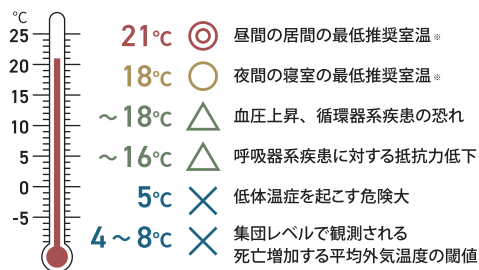 ℃
25
20
15
10
5
0
-5
21℃ ◎ 昼間の居間の最低推奨室温※
18℃ ○ 夜間の寝室の最低推奨室温※
～18℃ △ 血圧上昇、循環器系疾患の恐れ
～16℃ △ 呼吸器系疾患に対する抵抗力低下
5℃ × 低体温症を起こす危険大
4～8℃ × 集団レベルで観測される
死亡増加する平均外気温度の閾値